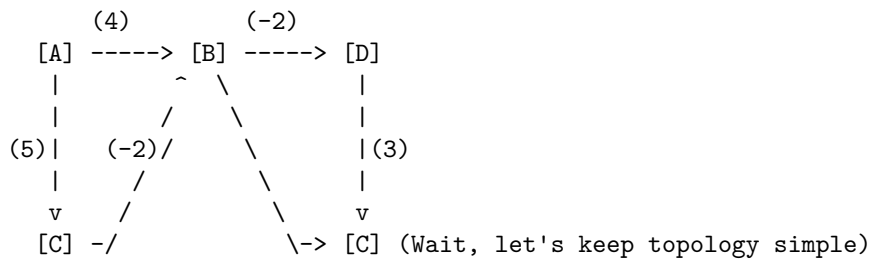 (4)       (-2)
 [A] -----> [B] -----> [D]
  |        ^  \         |
  |       /    \        |
(5)|   (-2)/      \       |(3)
  |     /        \      |
  v    /          \     v
 [C] -/            \-> [C] (Wait, let's keep topology simple)